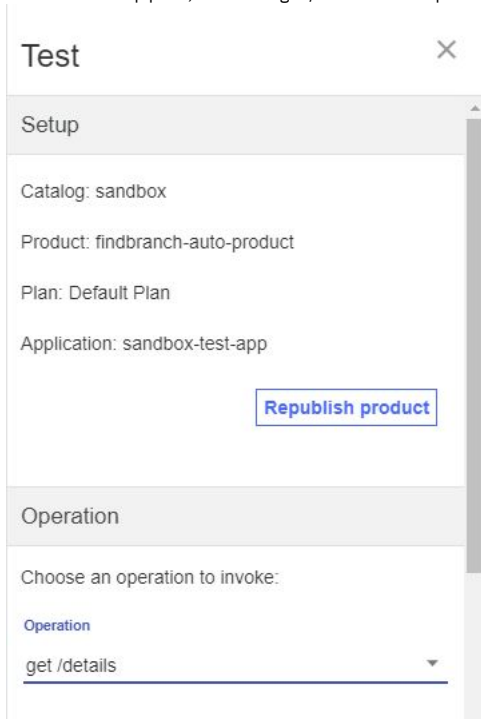 Test
Setup
Catalog: sandbox
Product: findbranch-auto-product
Plan: Default Plan
Application: sandbox-test-app
Republish product
Operation
Choose an operation to invoke:
Operation
get /details